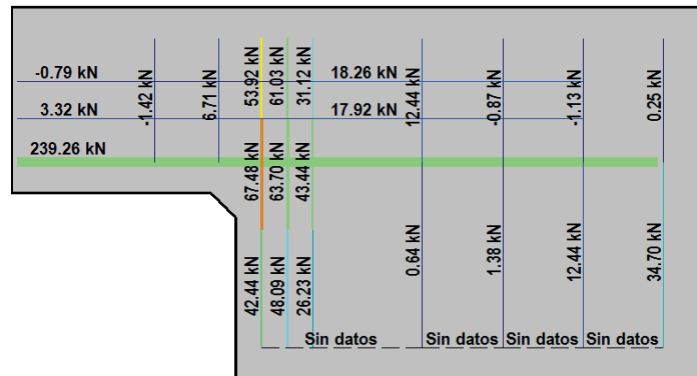 -0.79 kN
18.26 kN
3.32 kN
17.92 kN
239.26 kN
-1.42 kN
6.71 kN
53.92 kN
61.03 kN
31.12 kN
12.44 kN
-0.87 kN
-1.13 kN
0.25 kN
67.48 kN
63.70 kN
43.44 kN
42.44 kN
48.09 kN
26.23 kN
0.64 kN
1.38 kN
12.44 kN
34.70 kN
Sin datos Sin datos Sin datos Sin datos